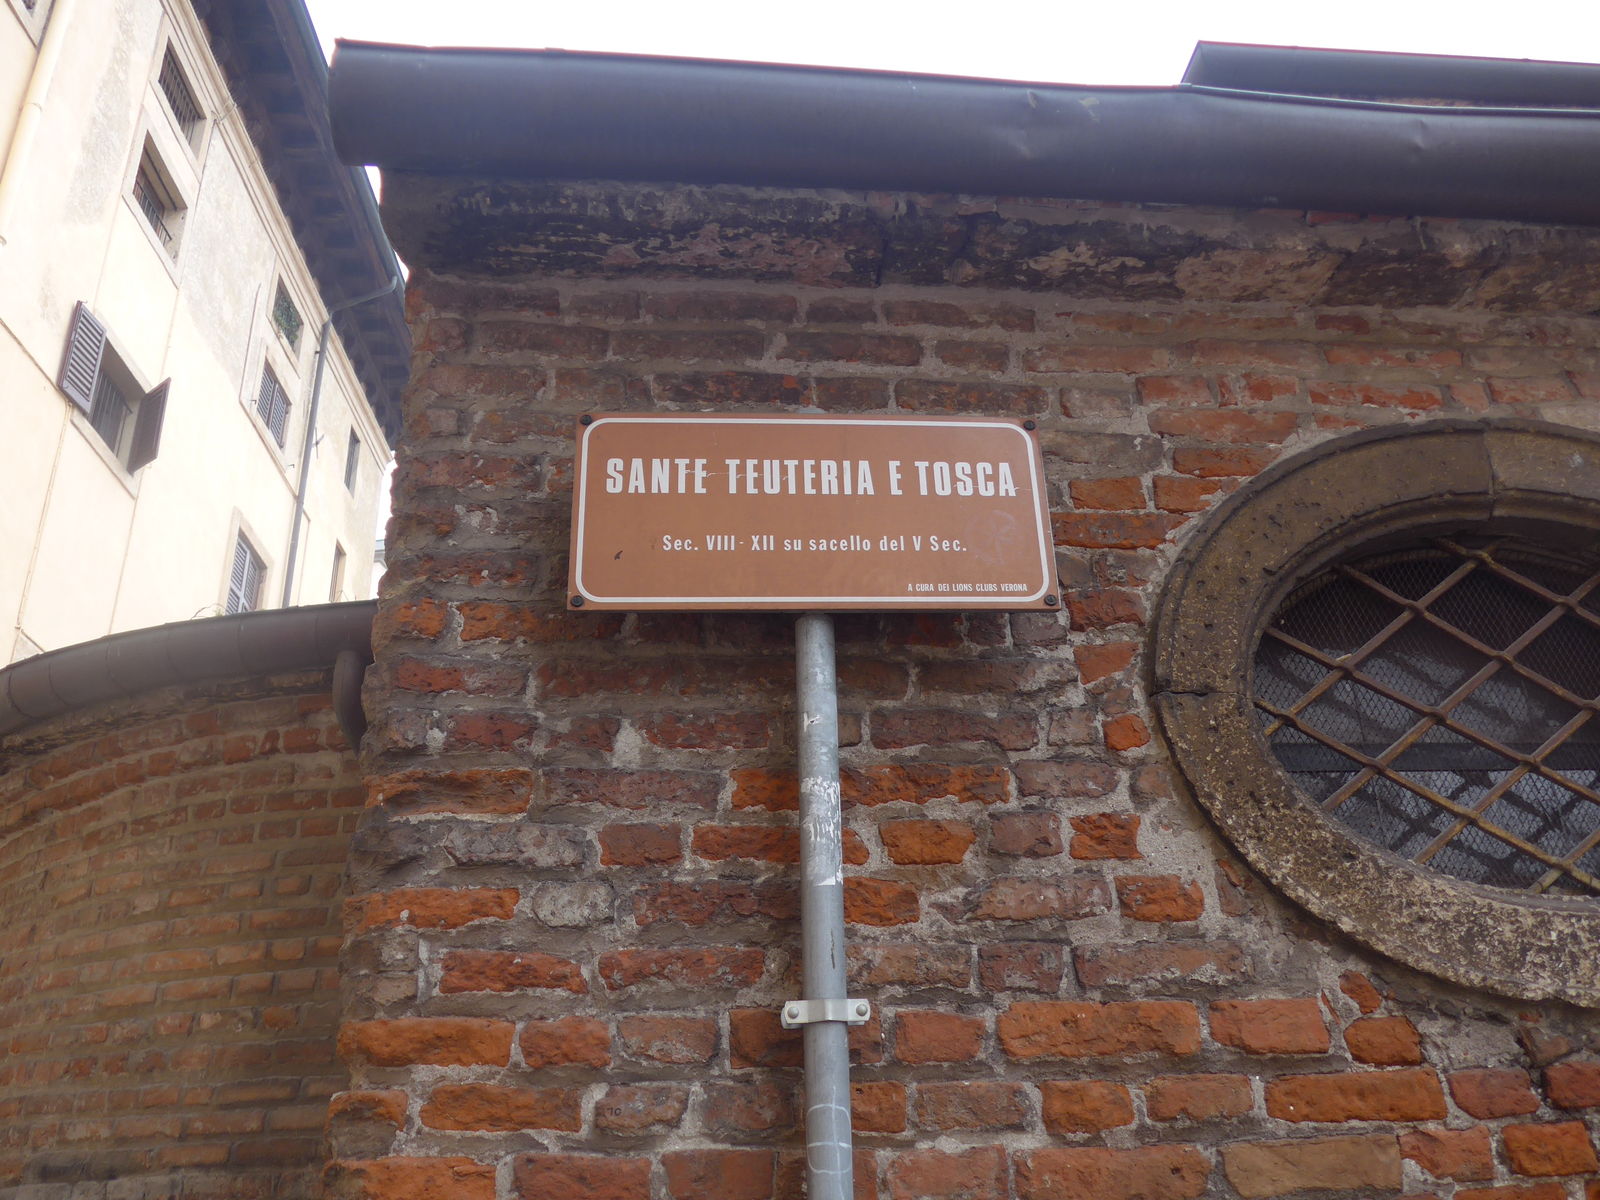 SANTE TEUTERIA E TOSCA
Sec. VIII - XII su sacello del V Sec.
A CURA DEI LIONS CLUBS VERONA